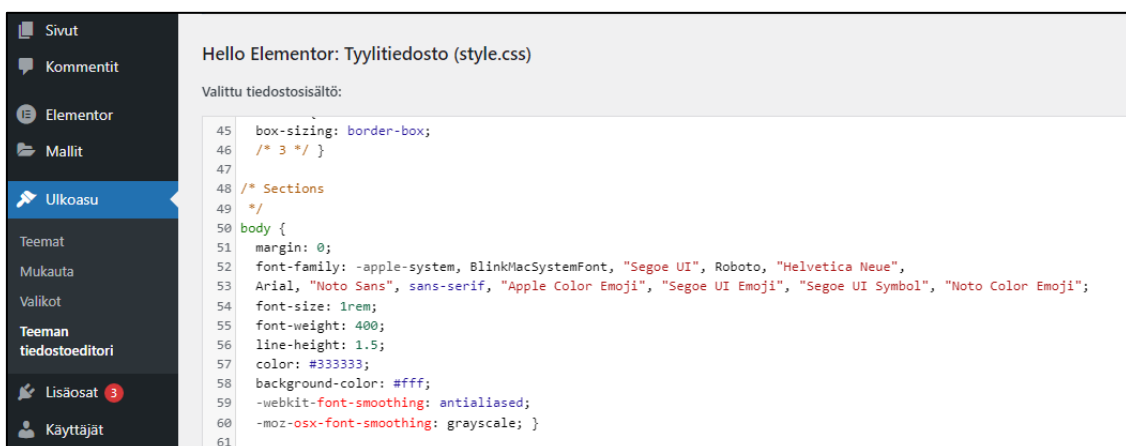 Sivut
Kommentit
Elementor
Mallit
Ulkoasu
Teemat
Mukauta
Valikot
Teeman
tiedostoeditori
Lisäosat 3
Käyttäjät
Hello Elementor: Tyylitiedosto (style.css)
Valittu tiedostosisältö:
45 box-sizing: border-box;
46 /* 3 */ }
47
48 /* Sections
49 */
50 body {
51 margin: 0;
52 font-family: -apple-system, BlinkMacSystemFont, "Segoe UI", Roboto, "Helvetica Neue",
53 Arial, "Noto Sans", sans-serif, "Apple Color Emoji", "Segoe UI Emoji", "Segoe UI Symbol", "Noto Color Emoji";
54 font-size: 1rem;
55 font-weight: 400;
56 line-height: 1.5;
57 color: #333333;
58 background-color: #fff;
59 -webkit-font-smoothing: antialiased;
60 -moz-osx-font-smoothing: grayscale; }
61